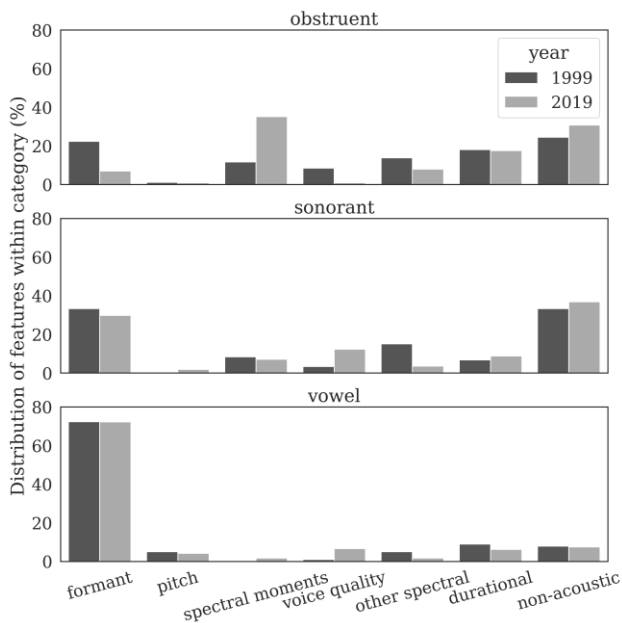 obstruent
year
1999
2019
80
60
40
20
0
sonorant
80
60
40
20
0
vowel
80
60
40
20
0
Distribution of features within category (%)
formant
pitch
spectral moments
voice quality
other spectral
durational
non-acoustic